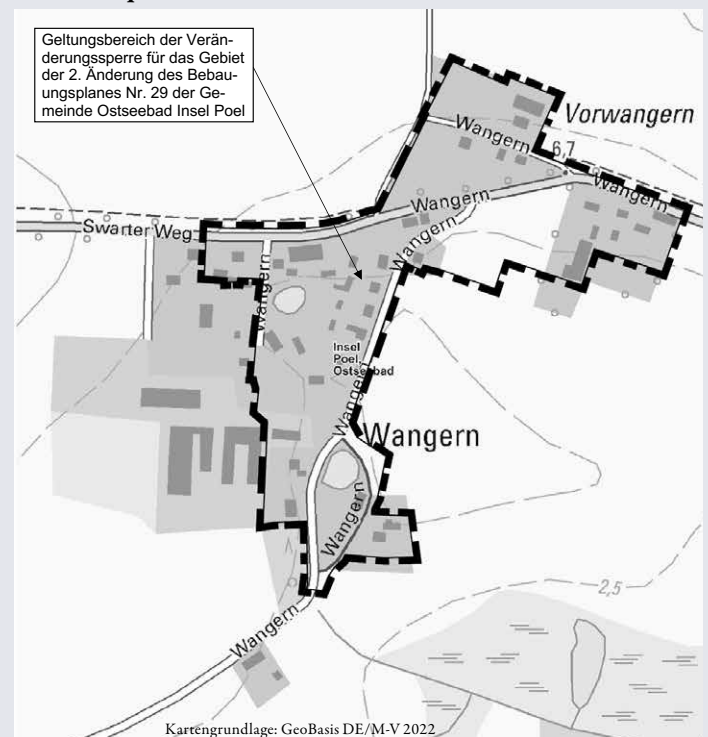 Geltungsbereich der Verän-
derungssperre für das Gebiet
der 2. Änderung des Bebau-
ungsplanes Nr. 29 der Ge-
meinde Ostseebad Insel Poel
Vorwangern
Wangern
6,7
Wangern
Wangern
Swarter Weg
Wangern
Wangern
Insel
Poel,
Ostseebad
Wangern
Wangern
Wangern
2,5
Wangern
Kartengrundlage: GeoBasis DE/M-V 2022